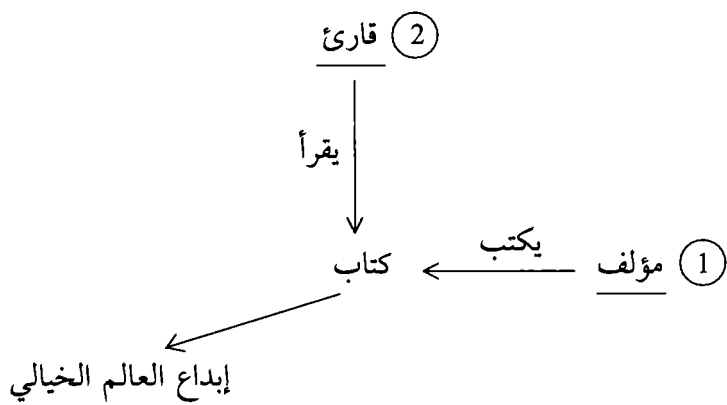 2 قارئ
يقرأ
يكتب
1 مؤلف
كتاب
إبداع العالم الخيالي